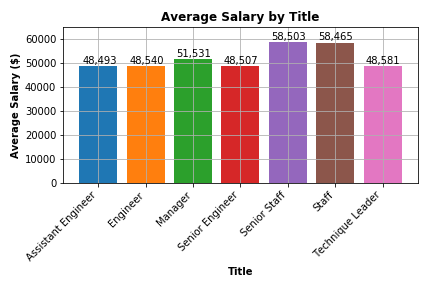 Average Salary by Title
Average Salary ($)
60000
50000
40000
30000
20000
10000
0
48,493
48,540
51,531
48,507
58,503
58,465
48,581
Assistant Engineer
Engineer
Manager
Senior Engineer
Senior Staff
Staff
Technique Leader
Title